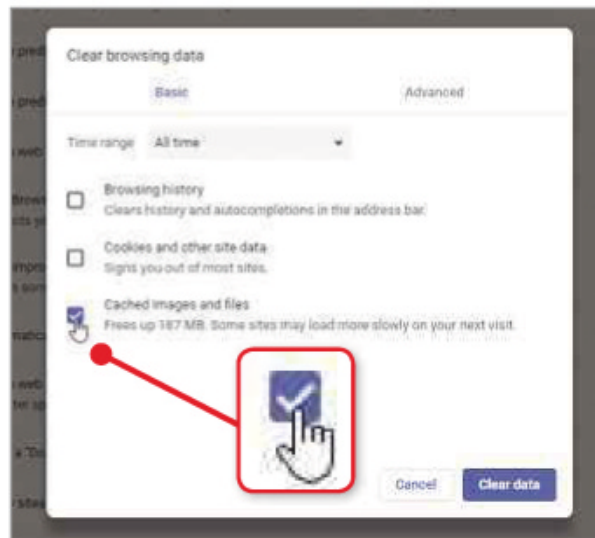 Clear browsing data
Basic Advanced
Time range All time
Browsing history
Clears history and autocompletions in the address bar.
Cookies and other site data
Signs you out of most sites.
Cached images and files
Frees up 187 MB. Some sites may load more slowly on your next visit.
Cancel Clear data